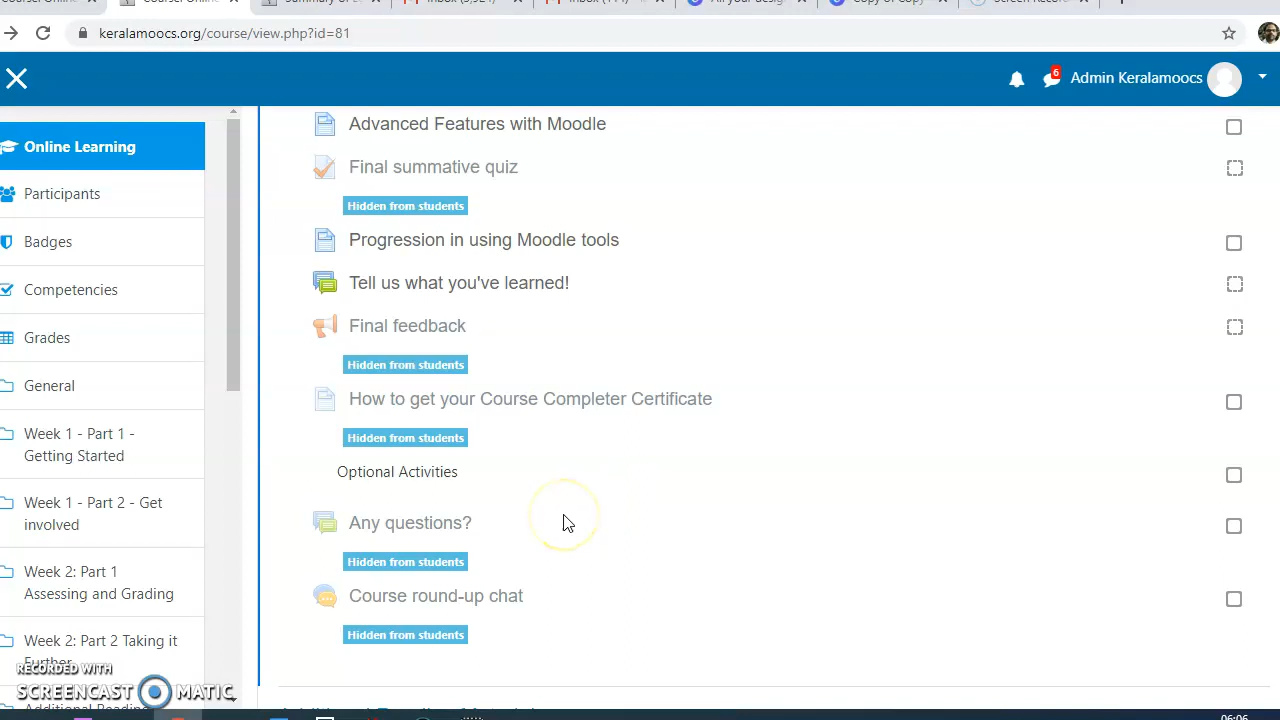 keralamoocs.org/course/view.php?id=81
6
Admin Keralamoocs
Online Learning
Participants
Badges
Competencies
Grades
General
Week 1 - Part 1 -
Getting Started
Week 1 - Part 2 - Get
involved
Week 2: Part 1
Assessing and Grading
Week 2: Part 2 Taking it
Further
Advanced Features with Moodle
Final summative quiz
Hidden from students
Progression in using Moodle tools
Tell us what you've learned!
Final feedback
Hidden from students
How to get your Course Completer Certificate
Hidden from students
Optional Activities
Any questions?
Hidden from students
Course round-up chat
Hidden from students
RECORDED WITH
SCREENCAST MATIC
06:06